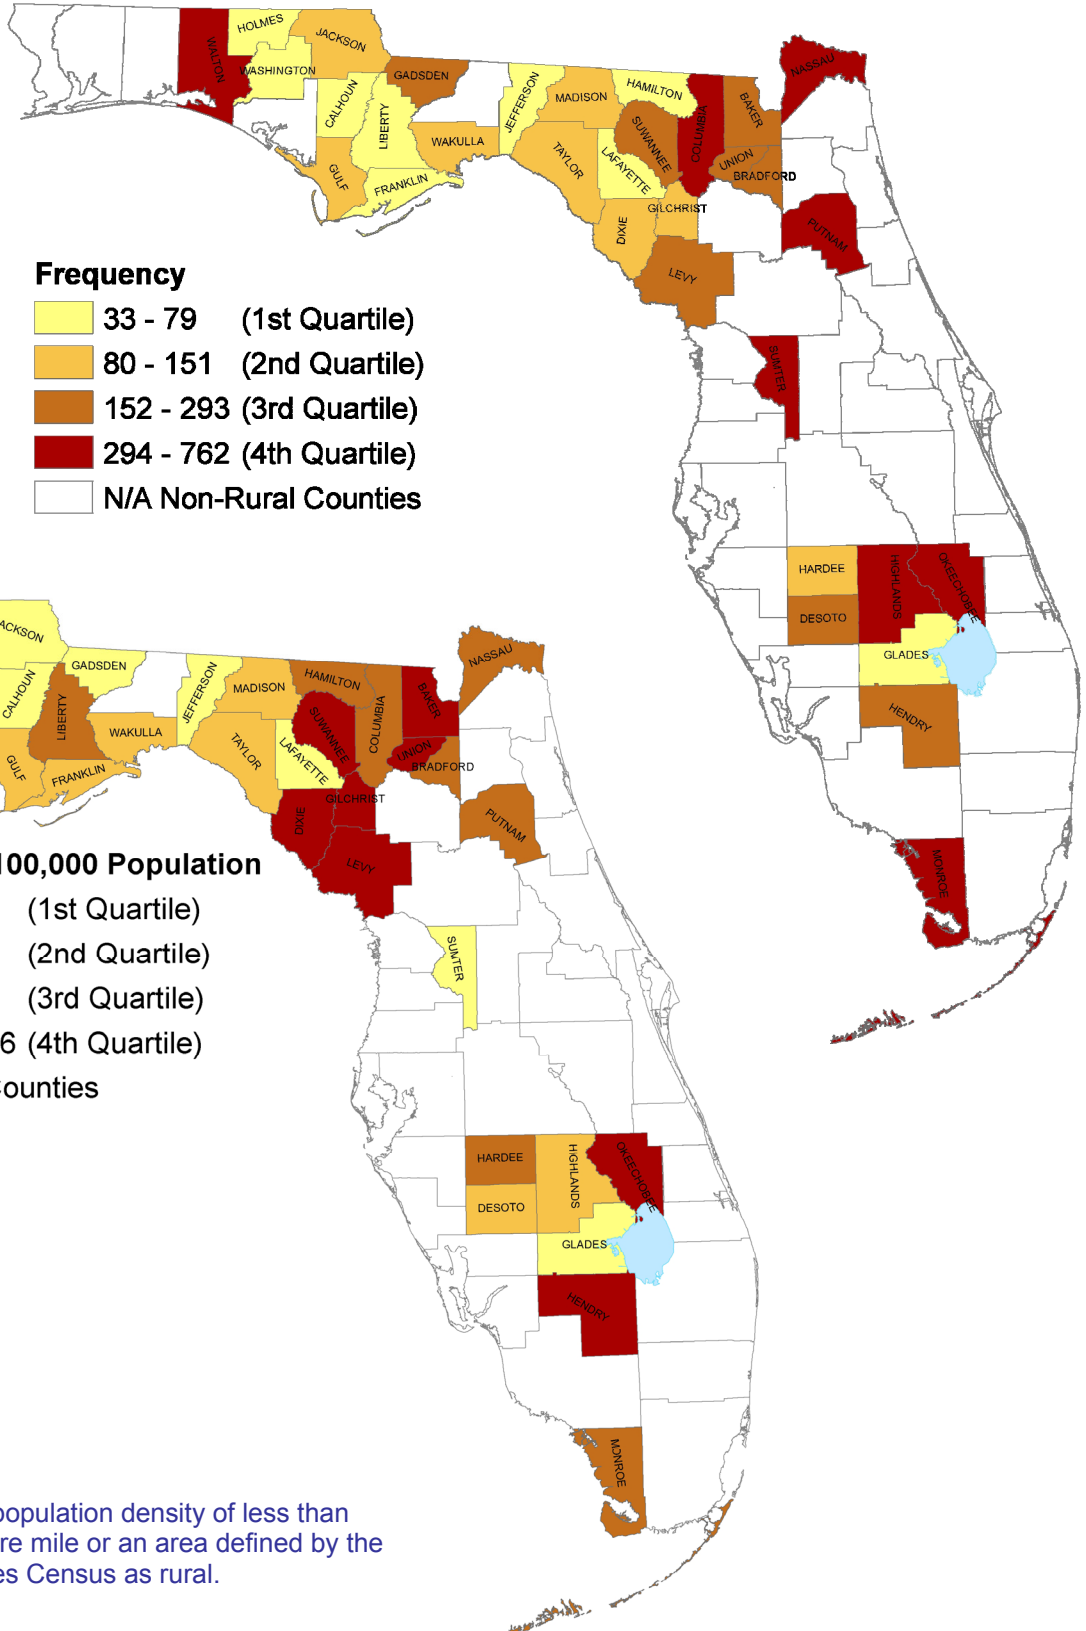 HOLMES
JACKSON
WALTON
WASHINGTON
GADSDEN
CALHOUN
LIBERTY
JEFFERSON
MADISON
HAMILTON
NASSAU
BAKER
COLUMBIA
SUWANNEE
WAKULLA
TAYLOR
LAFAYETTE
UNION
BRADFORD
GULF
FRANKLIN
GILCHRIST
DIXIE
PUTNAM
LEVY
SUMTER
HARDEE
HIGHLANDS
OKEECHOBEE
DESOTO
GLADES
HENDRY
MONROE
Frequency
33 - 79 (1st Quartile)
80 - 151 (2nd Quartile)
152 - 293 (3rd Quartile)
294 - 762 (4th Quartile)
N/A Non-Rural Counties
ACKSON
GADSDEN
CALHOUN
LIBERTY
JEFFERSON
MADISON
HAMILTON
NASSAU
BAKER
COLUMBIA
SUWANNEE
WAKULLA
TAYLOR
LAFAYETTE
UNION
BRADFORD
GULF
FRANKLIN
GILCHRIST
DIXIE
PUTNAM
LEVY
SUMTER
HARDEE
HIGHLANDS
OKEECHOBEE
DESOTO
GLADES
HENDRY
MONROE
100,000 Population
(1st Quartile)
(2nd Quartile)
(3rd Quartile)
6 (4th Quartile)
ounties
population density of less than
re mile or an area defined by the
es Census as rural.